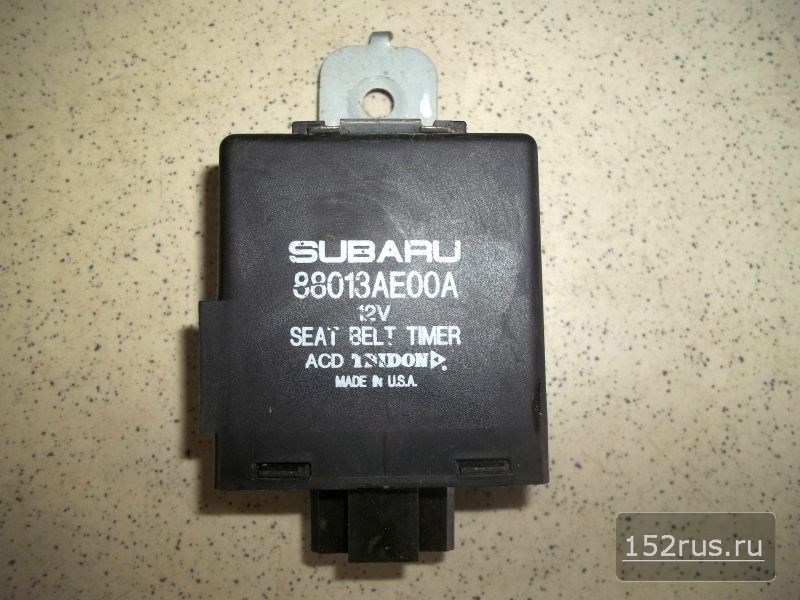 SUBARU
88013AE00A
12V
SEAT BELT TIMER
ACD TRIDON
MADE IN U.S.A.
152rus.ru